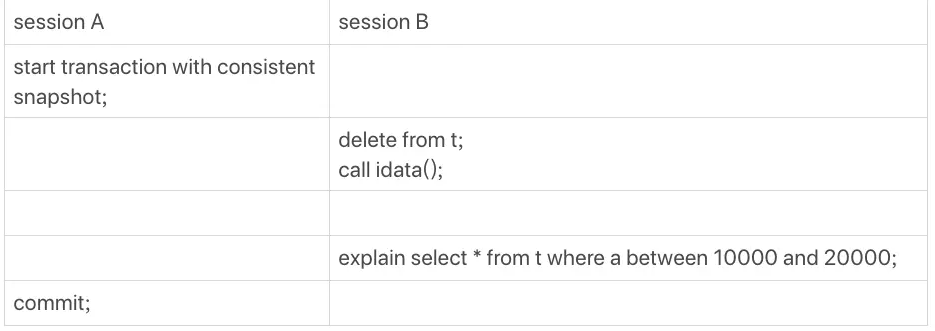 session A
session B
start transaction with consistent
snapshot;
delete from t;
call idata();
explain select * from t where a between 10000 and 20000;
commit;